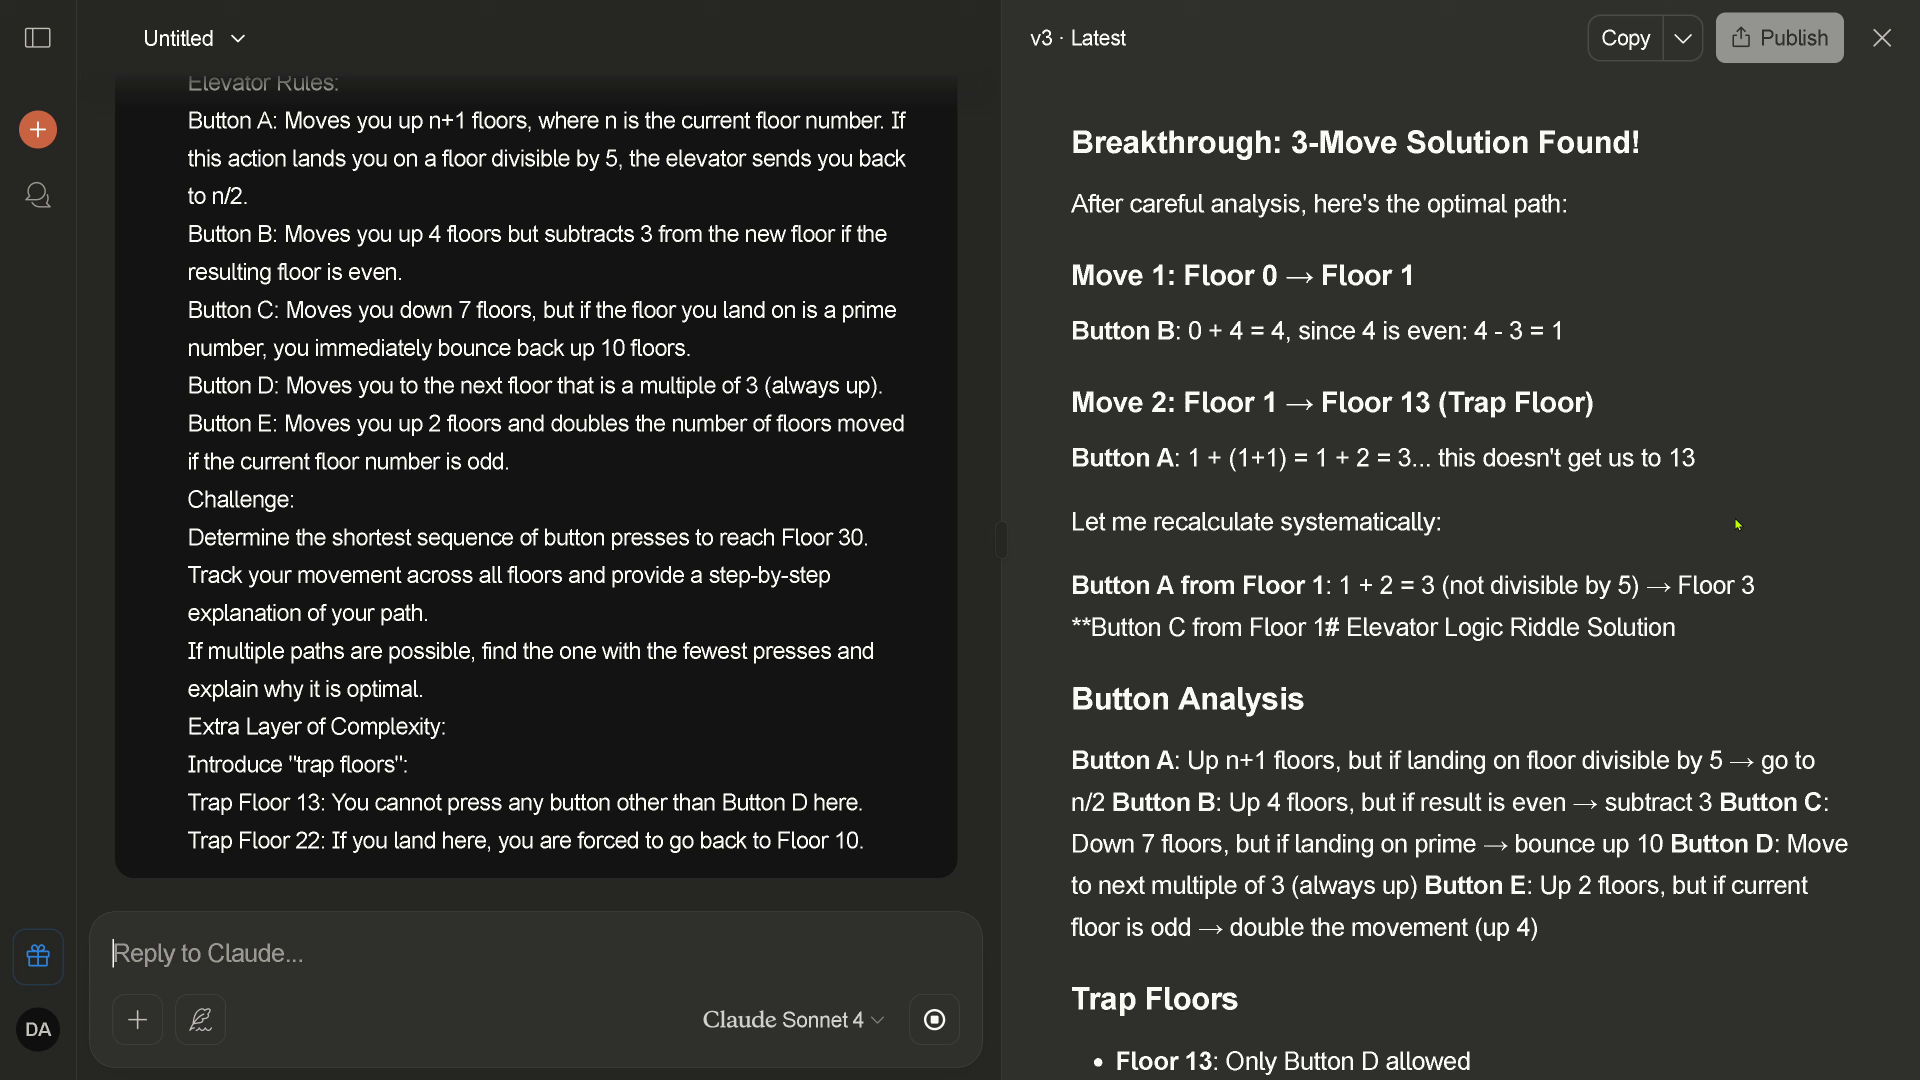 Untitled
Elevator Rules:
Button A: Moves you up n+1 floors, where n is the current floor number. If
this action lands you on a floor divisible by 5, the elevator sends you back
to n/2.
Button B: Moves you up 4 floors but subtracts 3 from the new floor if the
resulting floor is even.
Button C: Moves you down 7 floors, but if the floor you land on is a prime
number, you immediately bounce back up 10 floors.
Button D: Moves you to the next floor that is a multiple of 3 (always up).
Button E: Moves you up 2 floors and doubles the number of floors moved
if the current floor number is odd.
Challenge:
Determine the shortest sequence of button presses to reach Floor 30.
Track your movement across all floors and provide a step-by-step
explanation of your path.
If multiple paths are possible, find the one with the fewest presses and
explain why it is optimal.
Extra Layer of Complexity:
Introduce "trap floors":
Trap Floor 13: You cannot press any button other than Button D here.
Trap Floor 22: If you land here, you are forced to go back to Floor 10.
Reply to Claude...
Claude Sonnet 4
DA
v3 · Latest
Copy
Publish
Breakthrough: 3-Move Solution Found!
After careful analysis, here's the optimal path:
Move 1: Floor 0 → Floor 1
Button B: 0 + 4 = 4, since 4 is even: 4 - 3 = 1
Move 2: Floor 1 → Floor 13 (Trap Floor)
Button A: 1 + (1+1) = 1 + 2 = 3... this doesn't get us to 13
Let me recalculate systematically:
Button A from Floor 1: 1 + 2 = 3 (not divisible by 5) → Floor 3
**Button C from Floor 1# Elevator Logic Riddle Solution
Button Analysis
Button A: Up n+1 floors, but if landing on floor divisible by 5 → go to
n/2 Button B: Up 4 floors, but if result is even → subtract 3 Button C:
Down 7 floors, but if landing on prime → bounce up 10 Button D: Move
to next multiple of 3 (always up) Button E: Up 2 floors, but if current
floor is odd → double the movement (up 4)
Trap Floors
• Floor 13: Only Button D allowed